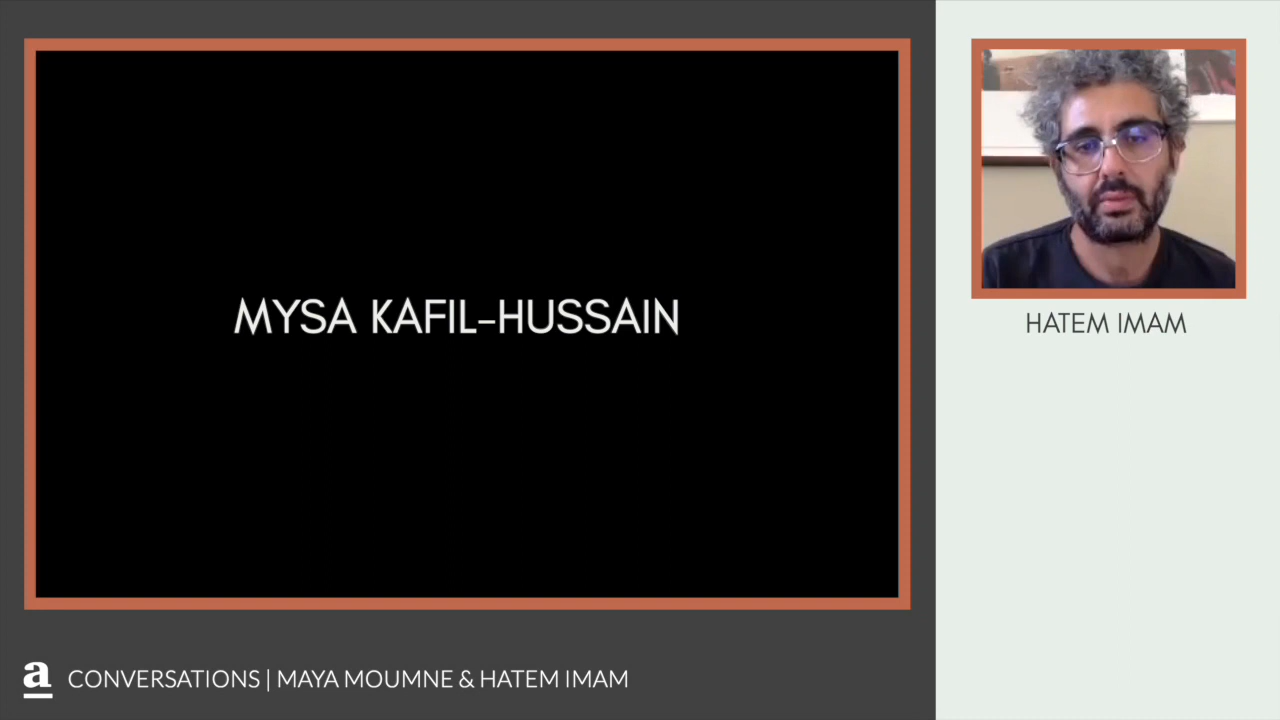 MYSA KAFIL-HUSSAIN
HATEM IMAM
a CONVERSATIONS | MAYA MOUMNE & HATEM IMAM